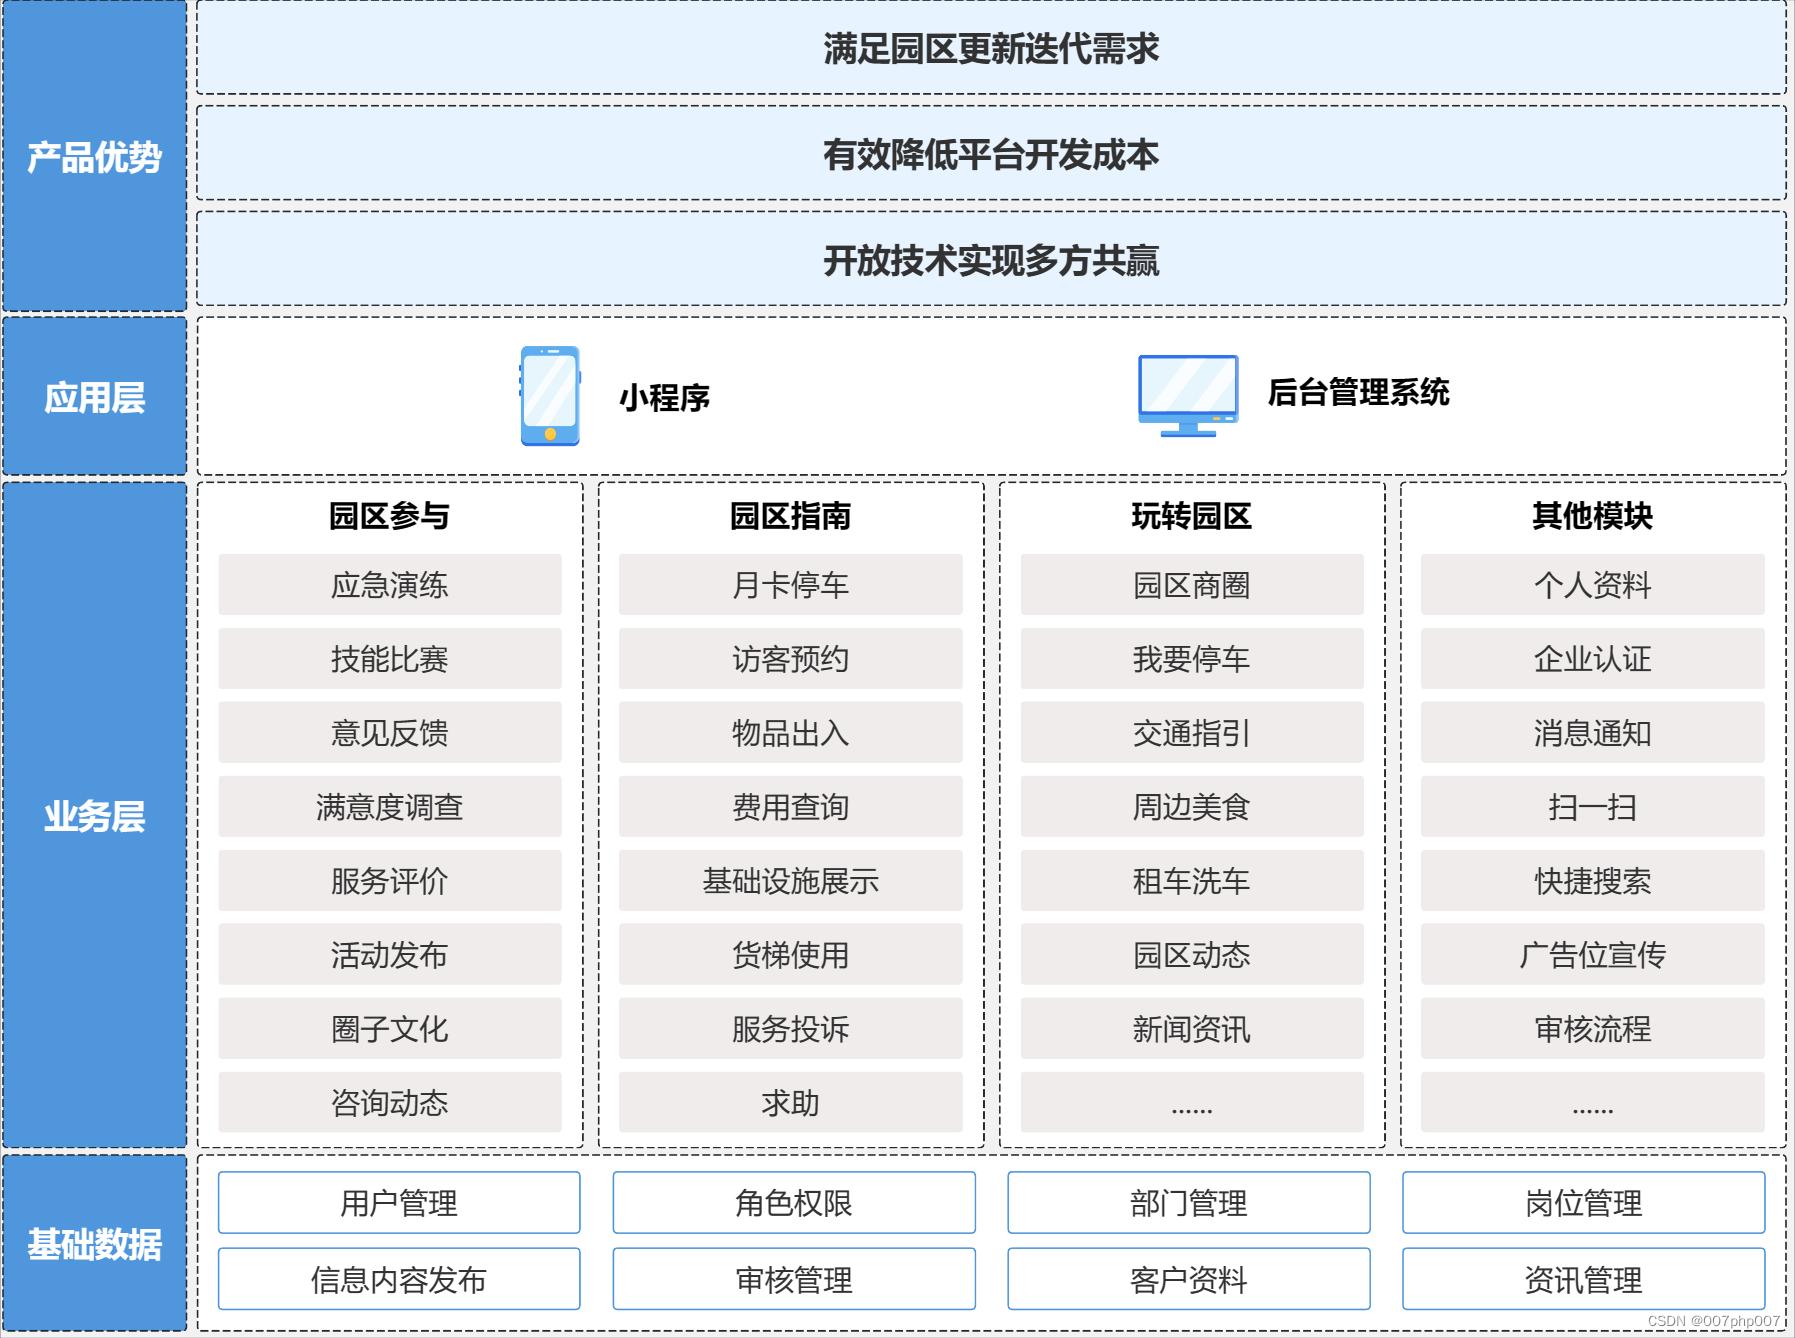 产品优势
满足园区更新迭代需求
有效降低平台开发成本
开放技术实现多方共赢
应用层
小程序
后台管理系统
业务层
园区参与
应急演练
技能比赛
意见反馈
满意度调查
服务评价
活动发布
圈子文化
咨询动态
园区指南
月卡停车
访客预约
物品出入
费用查询
基础设施展示
货梯使用
服务投诉
求助
玩转园区
园区商圈
我要停车
交通指引
周边美食
租车洗车
园区动态
新闻资讯
......
其他模块
个人资料
企业认证
消息通知
扫一扫
快捷搜索
广告位宣传
审核流程
......
基础数据
用户管理
角色权限
部门管理
岗位管理
信息内容发布
审核管理
客户资料
资讯管理
CSDN @007php007